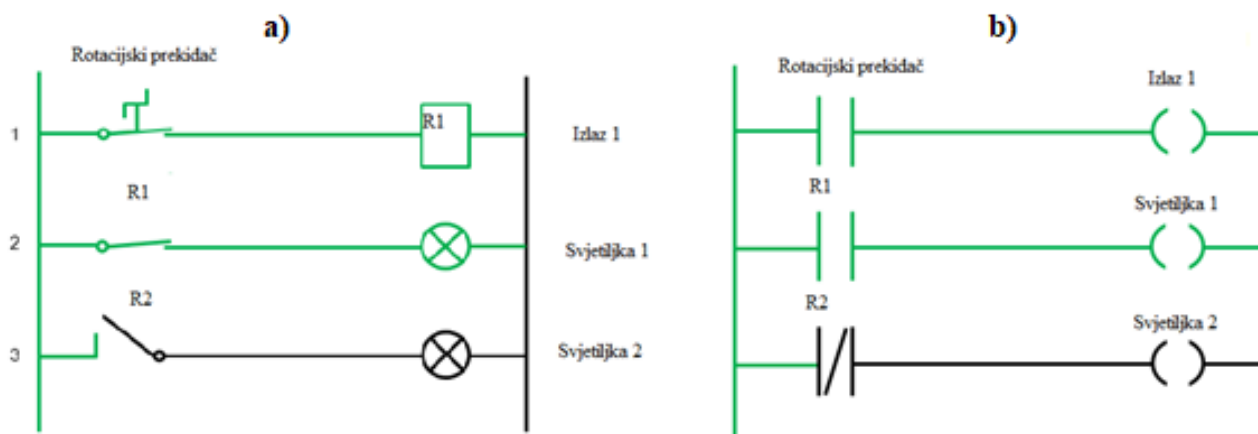 a)
Rotacijski prekidač
1
R1
Izlaz 1
R1
2
Svjetiljka 1
R2
3
Svjetiljka 2
b)
Rotacijski prekidač
Izlaz 1
R1
Svjetiljka 1
R2
Svjetiljka 2